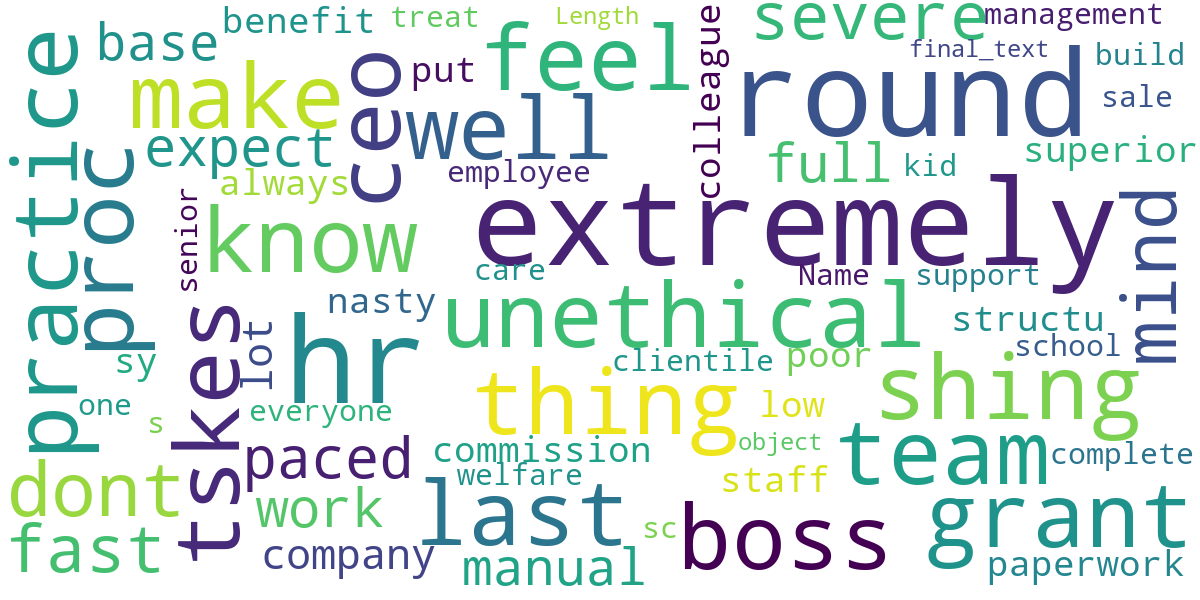 benefit
treat
Length
severe
management
base
practice
make
ceo
put
feel
colleague
final_text
round
build
sale
proc
expect
well
full
kid
superior
always
employee
senior
know
extremely
mind
care
Name
support
nasty
unethical
structu
tskes
lot
hr
sy
clientile
poor
school
one
s
everyone
thing
low
shing
object
team
complete
paced
commission
welfare
staff
dont
work
last
sc
boss
grant
fast
company
manual
paperwork